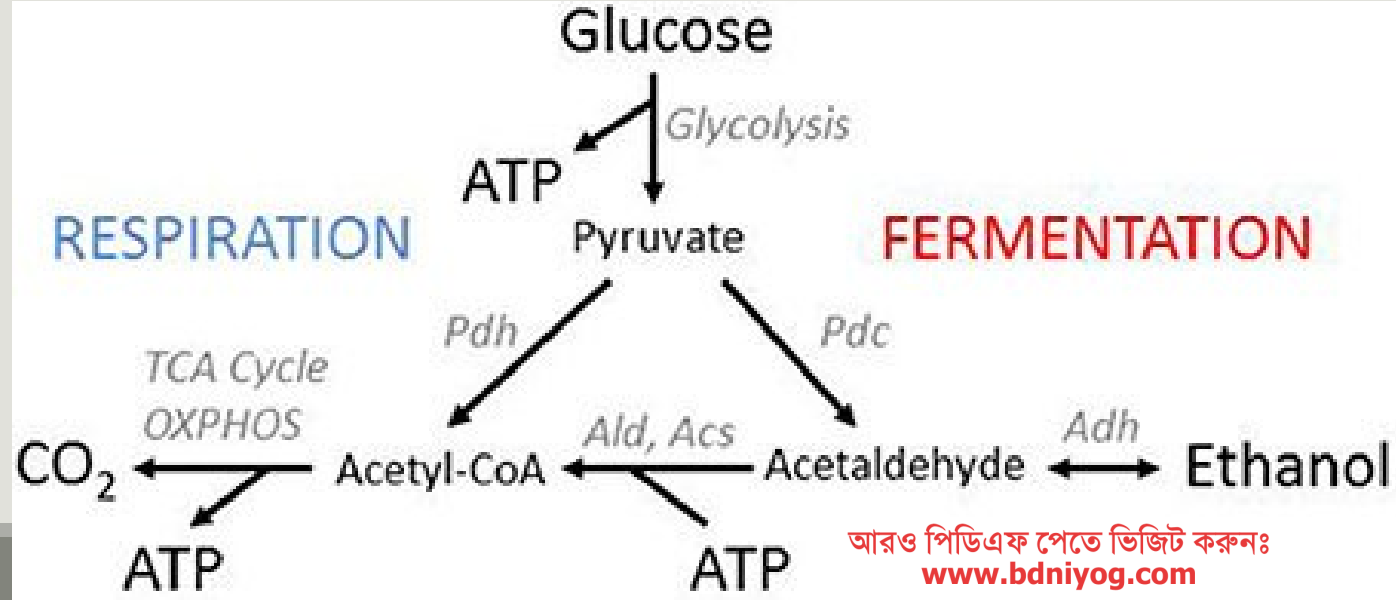 Glucose
Glycolysis
ATP
RESPIRATION
Pyruvate
FERMENTATION
Pdh
Pdc
TCA Cycle
OXPHOS
Ald, Acs
Adh
CO₂
Acetyl-CoA
Acetaldehyde
Ethanol
ATP
ATP
আরও পিডিএফ পেতে ভিজিট করুনঃ
www.bdniyog.com